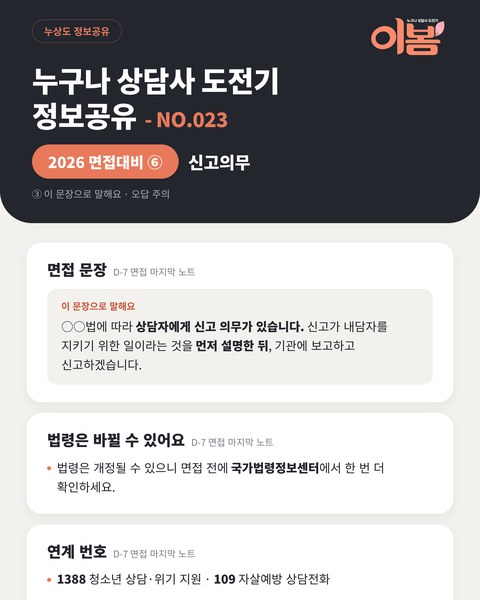 누상도 정보공유
누구나 상담사 도전기
이봄
누구나 상담사 도전기
정보공유 - NO.023
2026 면접대비 ⑥ 신고의무
③ 이 문장으로 말해요 · 오답 주의
면접 문장 D-7 면접 마지막 노트
이 문장으로 말해요
○○법에 따라 상담자에게 신고 의무가 있습니다. 신고가 내담자를
지키기 위한 일이라는 것을 먼저 설명한 뒤, 기관에 보고하고
신고하겠습니다.
법령은 바뀔 수 있어요 D-7 면접 마지막 노트
• 법령은 개정될 수 있으니 면접 전에 국가법령정보센터에서 한 번 더
확인하세요.
연계 번호 D-7 면접 마지막 노트
• 1388 청소년 상담·위기 지원 · 109 자살예방 상담전화